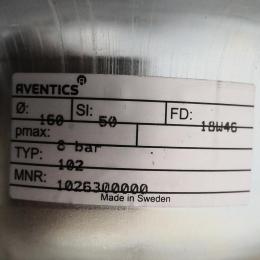 AVENTICS®
Ø: 160 SI: 50 FD: 18W46
pmax: 8 bar
TYP: 102
MNR: 1026300000
Made in Sweden